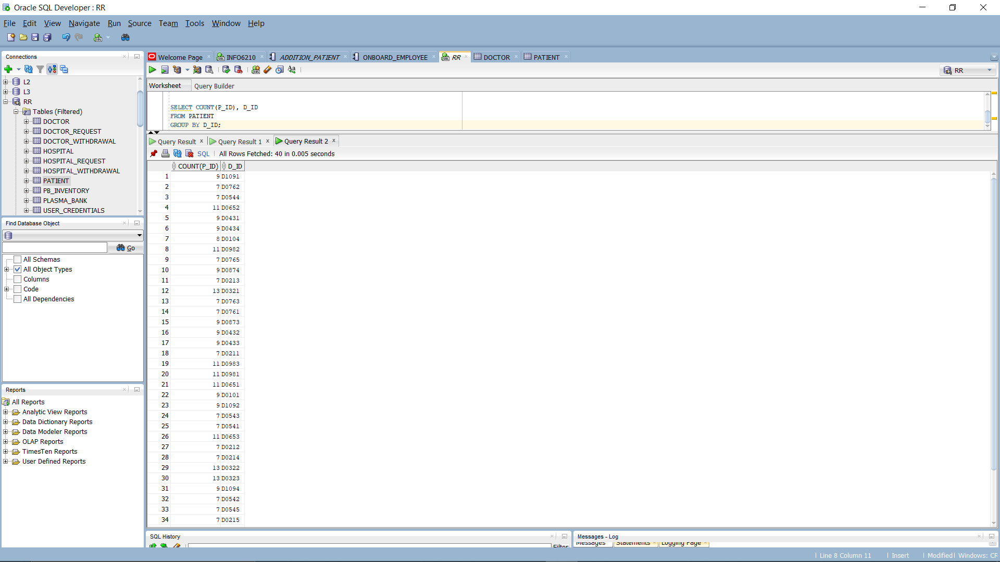 Oracle SQL Developer : RR
File Edit View Navigate Run Source Team Tools Window Help
Connections
L2
L3
RR
Tables (Filtered)
DOCTOR
DOCTOR_REQUEST
DOCTOR_WITHDRAWAL
HOSPITAL
HOSPITAL_REQUEST
HOSPITAL_WITHDRAWAL
PATIENT
PB_INVENTORY
PLASMA_BANK
USER_CREDENTIALS
Find Database Object
Go
All Schemas
All Object Types
Columns
Code
All Dependencies
Reports
All Reports
Analytic View Reports
Data Dictionary Reports
Data Modeler Reports
OLAP Reports
TimesTen Reports
User Defined Reports
Welcome Page INFO6210 ADDITION_PATIENT ONBOARD_EMPLOYEE RR DOCTOR PATIENT
RR
Worksheet Query Builder
SELECT COUNT(P_ID), D_ID
FROM PATIENT
GROUP BY D_ID;
Query Result Query Result 1 Query Result 2
SQL All Rows Fetched: 40 in 0.005 seconds
COUNT(P_ID) D_ID
1 9 D1091
2 7 D0762
3 7 D0544
4 11 D0652
5 9 D0431
6 9 D0434
7 8 D0104
8 11 D0982
9 7 D0765
10 9 D0874
11 7 D0213
12 13 D0321
13 7 D0763
14 7 D0761
15 9 D0873
16 9 D0432
17 9 D0433
18 7 D0211
19 11 D0983
20 11 D0981
21 11 D0651
22 9 D0101
23 9 D1092
24 7 D0543
25 7 D0541
26 11 D0653
27 7 D0212
28 7 D0214
29 13 D0322
30 13 D0323
31 9 D1094
32 7 D0542
33 7 D0545
34 7 D0215
SQL History
Filter
Messages - Log
Messages Statements Logging Page
Line 8 Column 11 Insert Modified Windows: CR